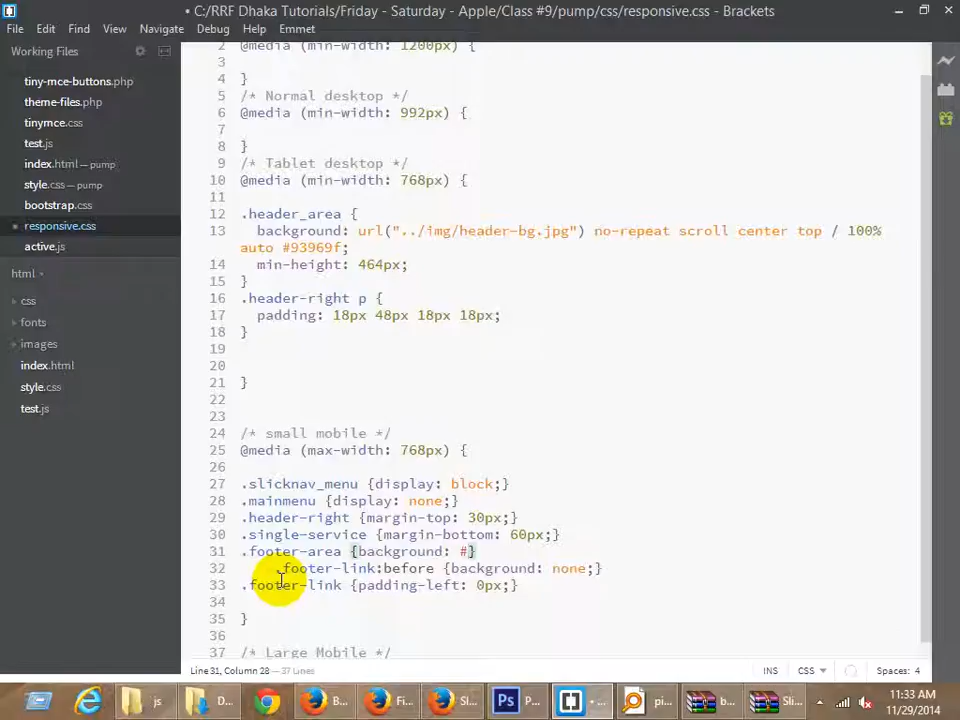 • C:/RRF Dhaka Tutorials/Friday - Saturday - Apple/Class #9/pump/css/responsive.css - Brackets
File Edit Find View Navigate Debug Help Emmet
Working Files
tiny-mce-buttons.php
theme-files.php
tinymce.css
test.js
index.html — pump
style.css — pump
bootstrap.css
responsive.css
active.js
html
css
fonts
images
index.html
style.css
test.js
2 @media (min-width: 1200px) {
3
4 }
5 /* Normal desktop */
6 @media (min-width: 992px) {
7
8 }
9 /* Tablet desktop */
10 @media (min-width: 768px) {
11
12 .header_area {
13 background: url("../img/header-bg.jpg") no-repeat scroll center top / 100%
auto #93969f;
14 min-height: 464px;
15 }
16 .header-right p {
17 padding: 18px 48px 18px 18px;
18 }
19
20
21 }
22
23
24 /* small mobile */
25 @media (max-width: 768px) {
26
27 .slicknav_menu {display: block;}
28 .mainmenu {display: none;}
29 .header-right {margin-top: 30px;}
30 .single-service {margin-bottom: 60px;}
31 .footer-area {background: #}
32 .footer-link:before {background: none;}
33 .footer-link {padding-left: 0px;}
34
35 }
36
37 /* Large Mobile */
Line 31, Column 28 — 37 Lines
INS CSS Spaces: 4
js D... B... Fi... Sl... P... - ... pi... b... Sli...
11:33 AM
11/29/2014